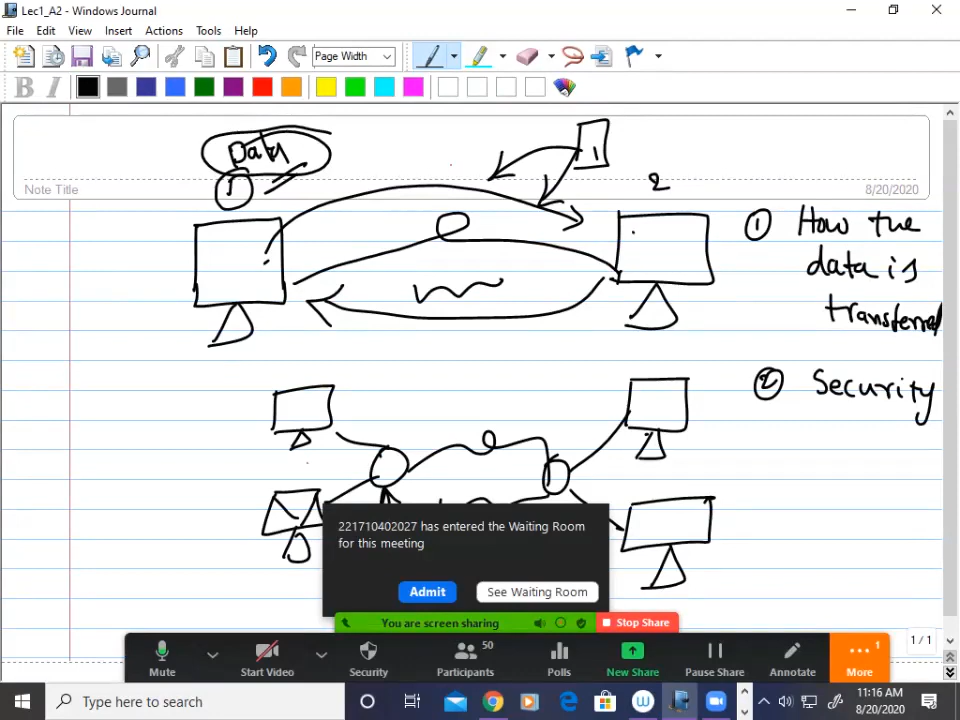 Lec1_A2 - Windows Journal
File Edit View Insert Actions Tools Help
Page Width
B I
Data
1
1
2
Note Title
8/20/2020
① How the
data is
transferred
② Security
221710402027 has entered the Waiting Room
for this meeting
Admit See Waiting Room
You are screen sharing Stop Share
1 / 1
Mute Start Video Security Participants 50 Polls New Share Pause Share Annotate More 1
Type here to search
11:16 AM
8/20/2020